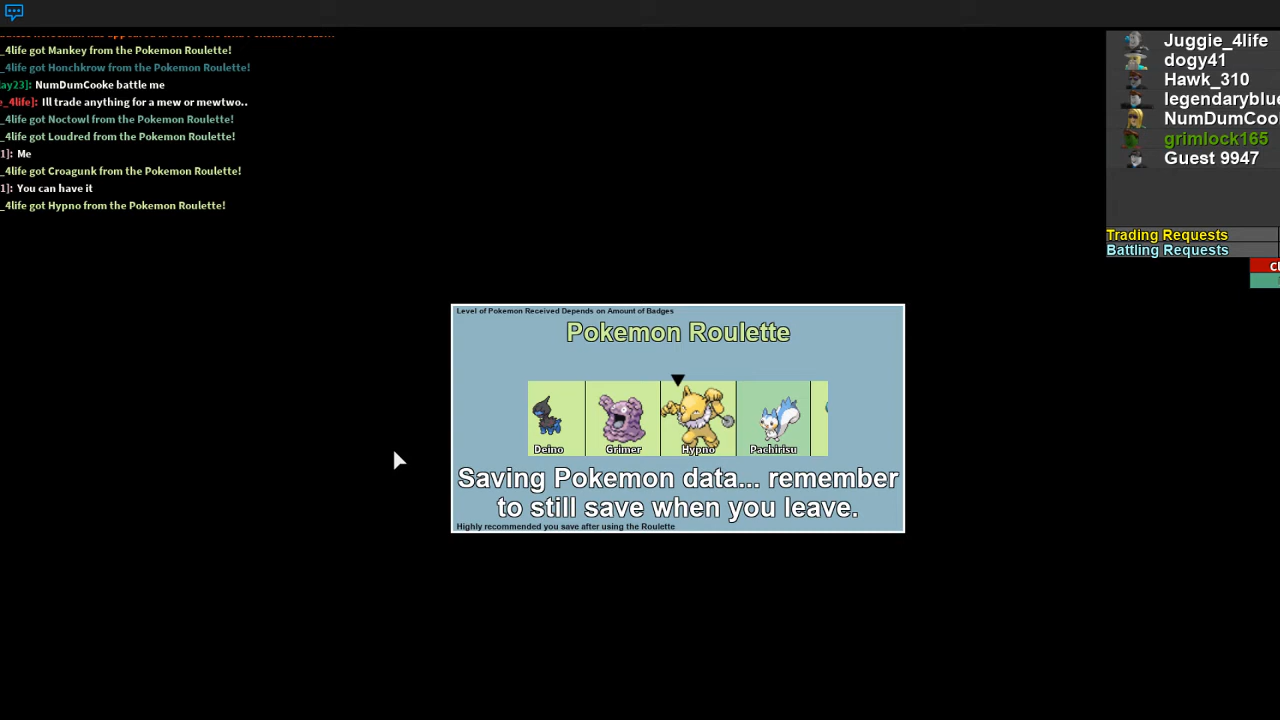 _4life got Mankey from the Pokemon Roulette!
_4life got Honchkrow from the Pokemon Roulette!
ay23]: NumDumCooke battle me
e_4life]: Ill trade anything for a mew or mewtwo..
_4life got Noctowl from the Pokemon Roulette!
_4life got Loudred from the Pokemon Roulette!
1]: Me
_4life got Croagunk from the Pokemon Roulette!
1]: You can have it
_4life got Hypno from the Pokemon Roulette!
Juggie_4life
dogy41
Hawk_310
legendaryblu
NumDumCoo
grimlock165
Guest 9947
Trading Requests
Battling Requests
Level of Pokemon Received Depends on Amount of Badges
Pokemon Roulette
Deino Grimer Hypno Pachirisu
Saving Pokemon data... remember
to still save when you leave.
Highly recommended you save after using the Roulette